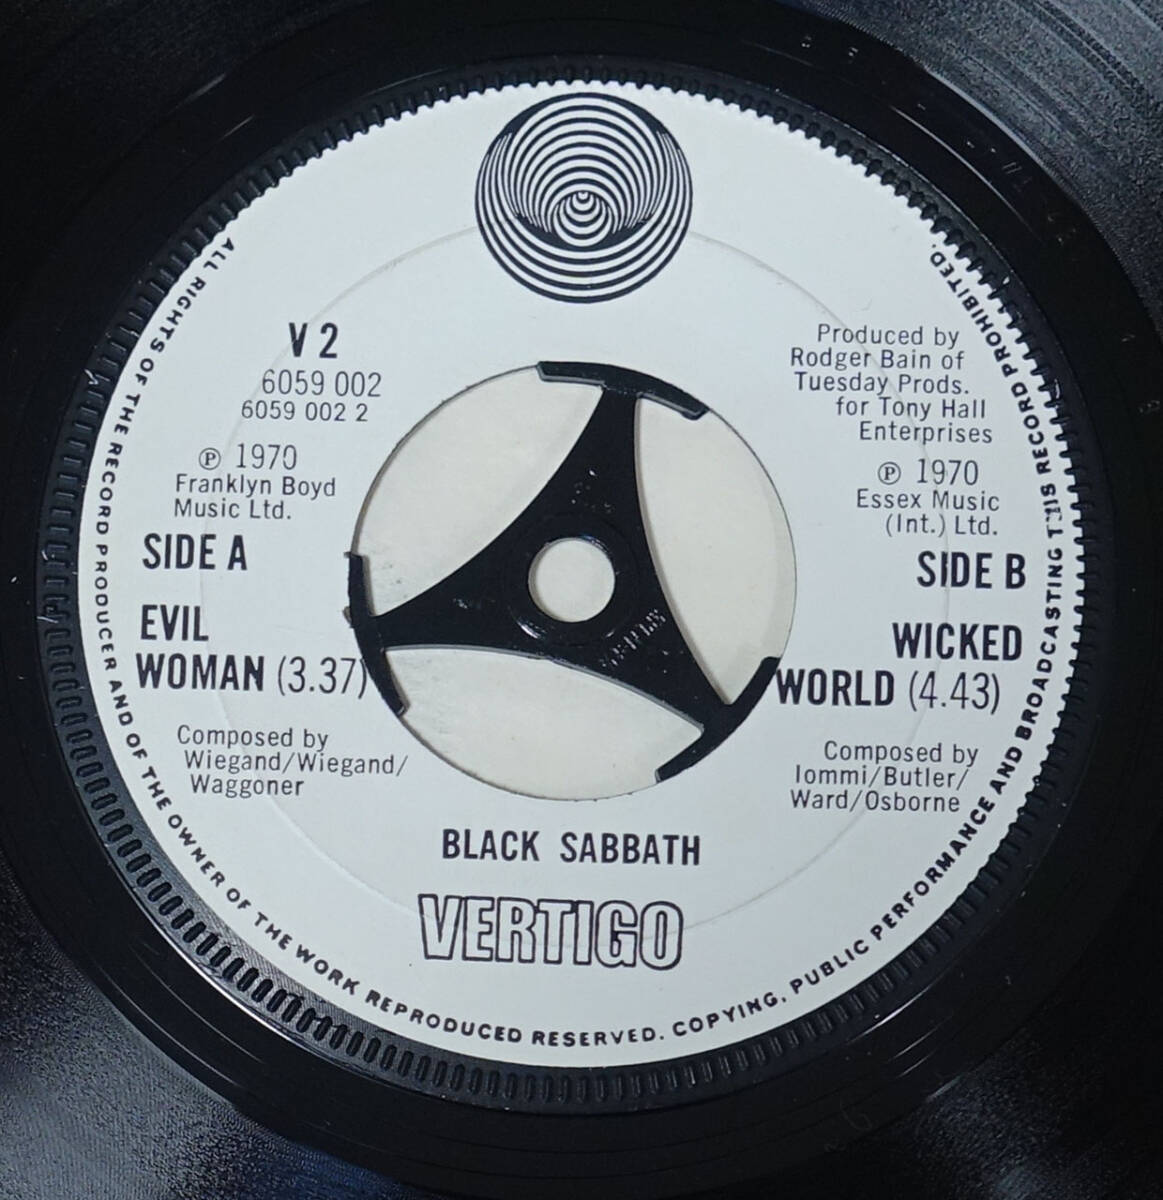 V 2
6059 002
6059 002 2
℗ 1970
Franklyn Boyd
Music Ltd.
SIDE A
EVIL
WOMAN (3.37)
Composed by
Wiegand/Wiegand/
Waggoner
Produced by
Rodger Bain of
Tuesday Prods.
for Tony Hall
Enterprises
℗ 1970
Essex Music
(Int.) Ltd.
SIDE B
WICKED
WORLD (4.43)
Composed by
Iommi/Butler/
Ward/Osborne
BLACK SABBATH
VERTIGO
ALL RIGHTS OF THE RECORD PRODUCER AND OF THE OWNER OF THE WORK REPRODUCED RESERVED. COPYING, PUBLIC PERFORMANCE AND BROADCASTING THIS RECORD PROHIBITED.